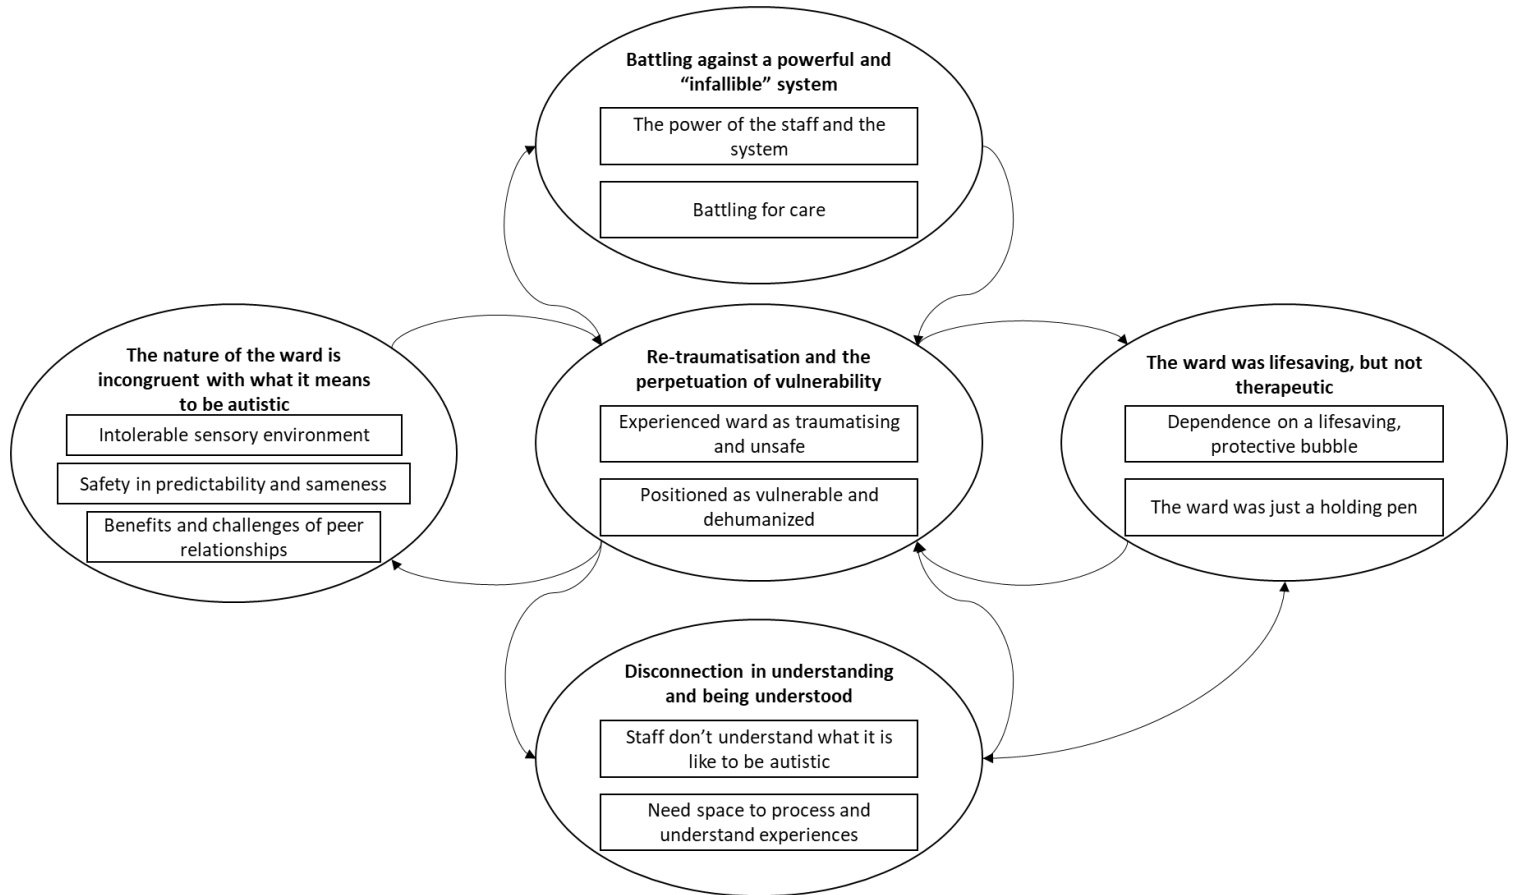 Battling against a powerful and
“infallible” system
The power of the staff and the
system
Battling for care
The nature of the ward is
incongruent with what it means
to be autistic
Intolerable sensory environment
Safety in predictability and sameness
Benefits and challenges of peer
relationships
Re-traumatisation and the
perpetuation of vulnerability
Experienced ward as traumatising
and unsafe
Positioned as vulnerable and
dehumanized
The ward was lifesaving, but not
therapeutic
Dependence on a lifesaving,
protective bubble
The ward was just a holding pen
Disconnection in understanding
and being understood
Staff don’t understand what it is
like to be autistic
Need space to process and
understand experiences